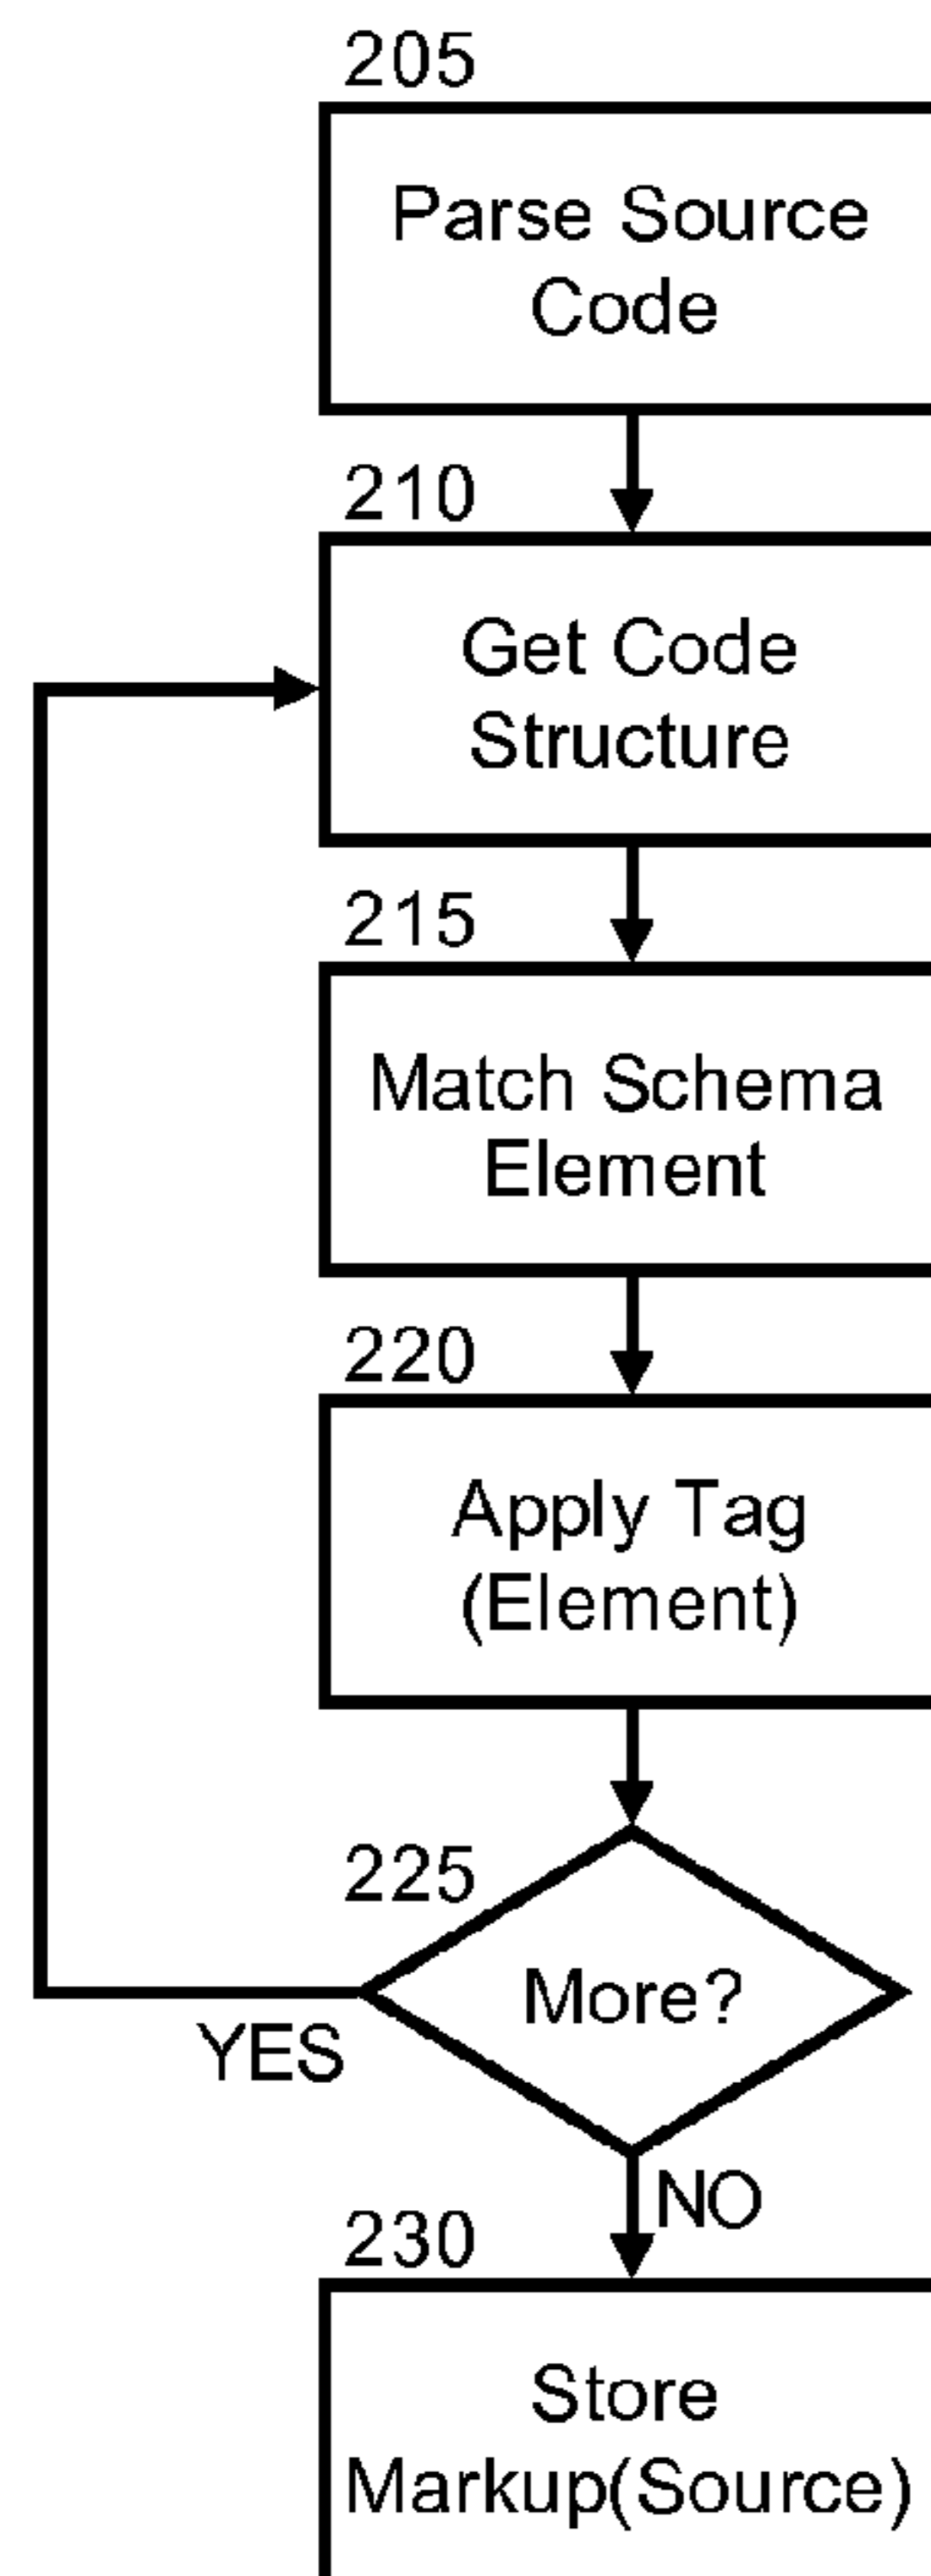 205
Parse Source
Code
210
Get Code
Structure
215
Match Schema
Element
220
Apply Tag
(Element)
225
More?
YES
NO
230
Store
Markup(Source)